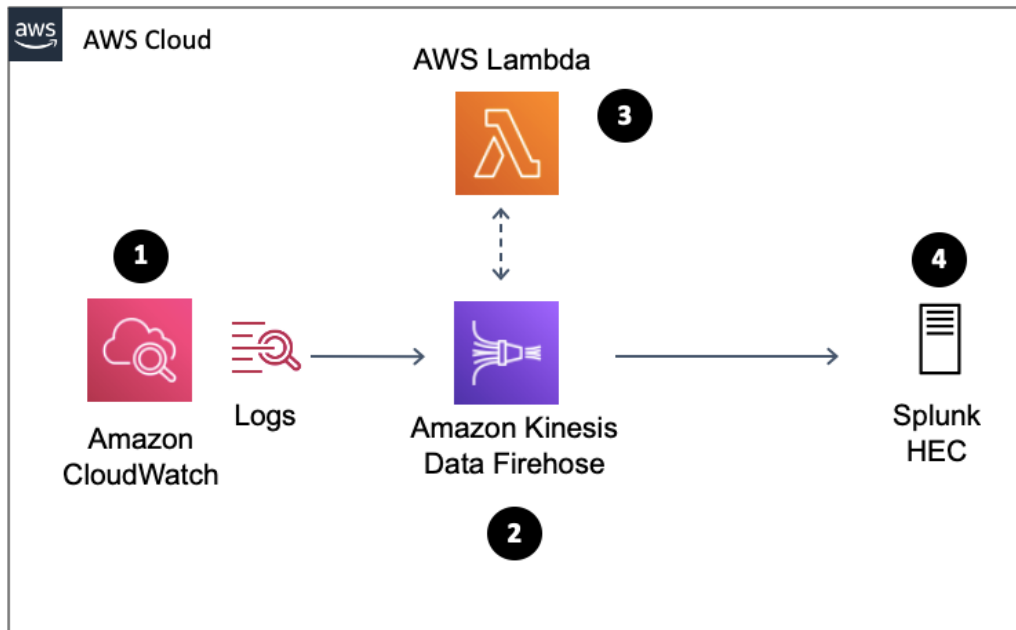 aws
AWS Cloud
AWS Lambda
3
1
4
Logs
Amazon
CloudWatch
Amazon Kinesis
Data Firehose
Splunk
HEC
2